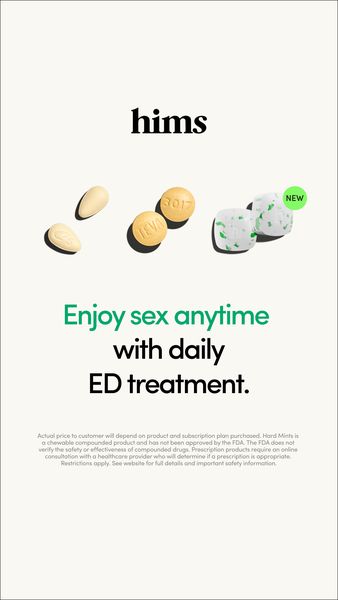 hims
NEW
3017
TEVA
Enjoy sex anytime
with daily
ED treatment.
Actual price to customer will depend on product and subscription plan purchased. Hard Mints is
a chewable compounded product and has not been approved by the FDA. The FDA does not
verify the safety or effectiveness of compounded drugs. Prescription products require an online
consultation with a healthcare provider who will determine if a prescription is appropriate.
Restrictions apply. See website for full details and important safety information.